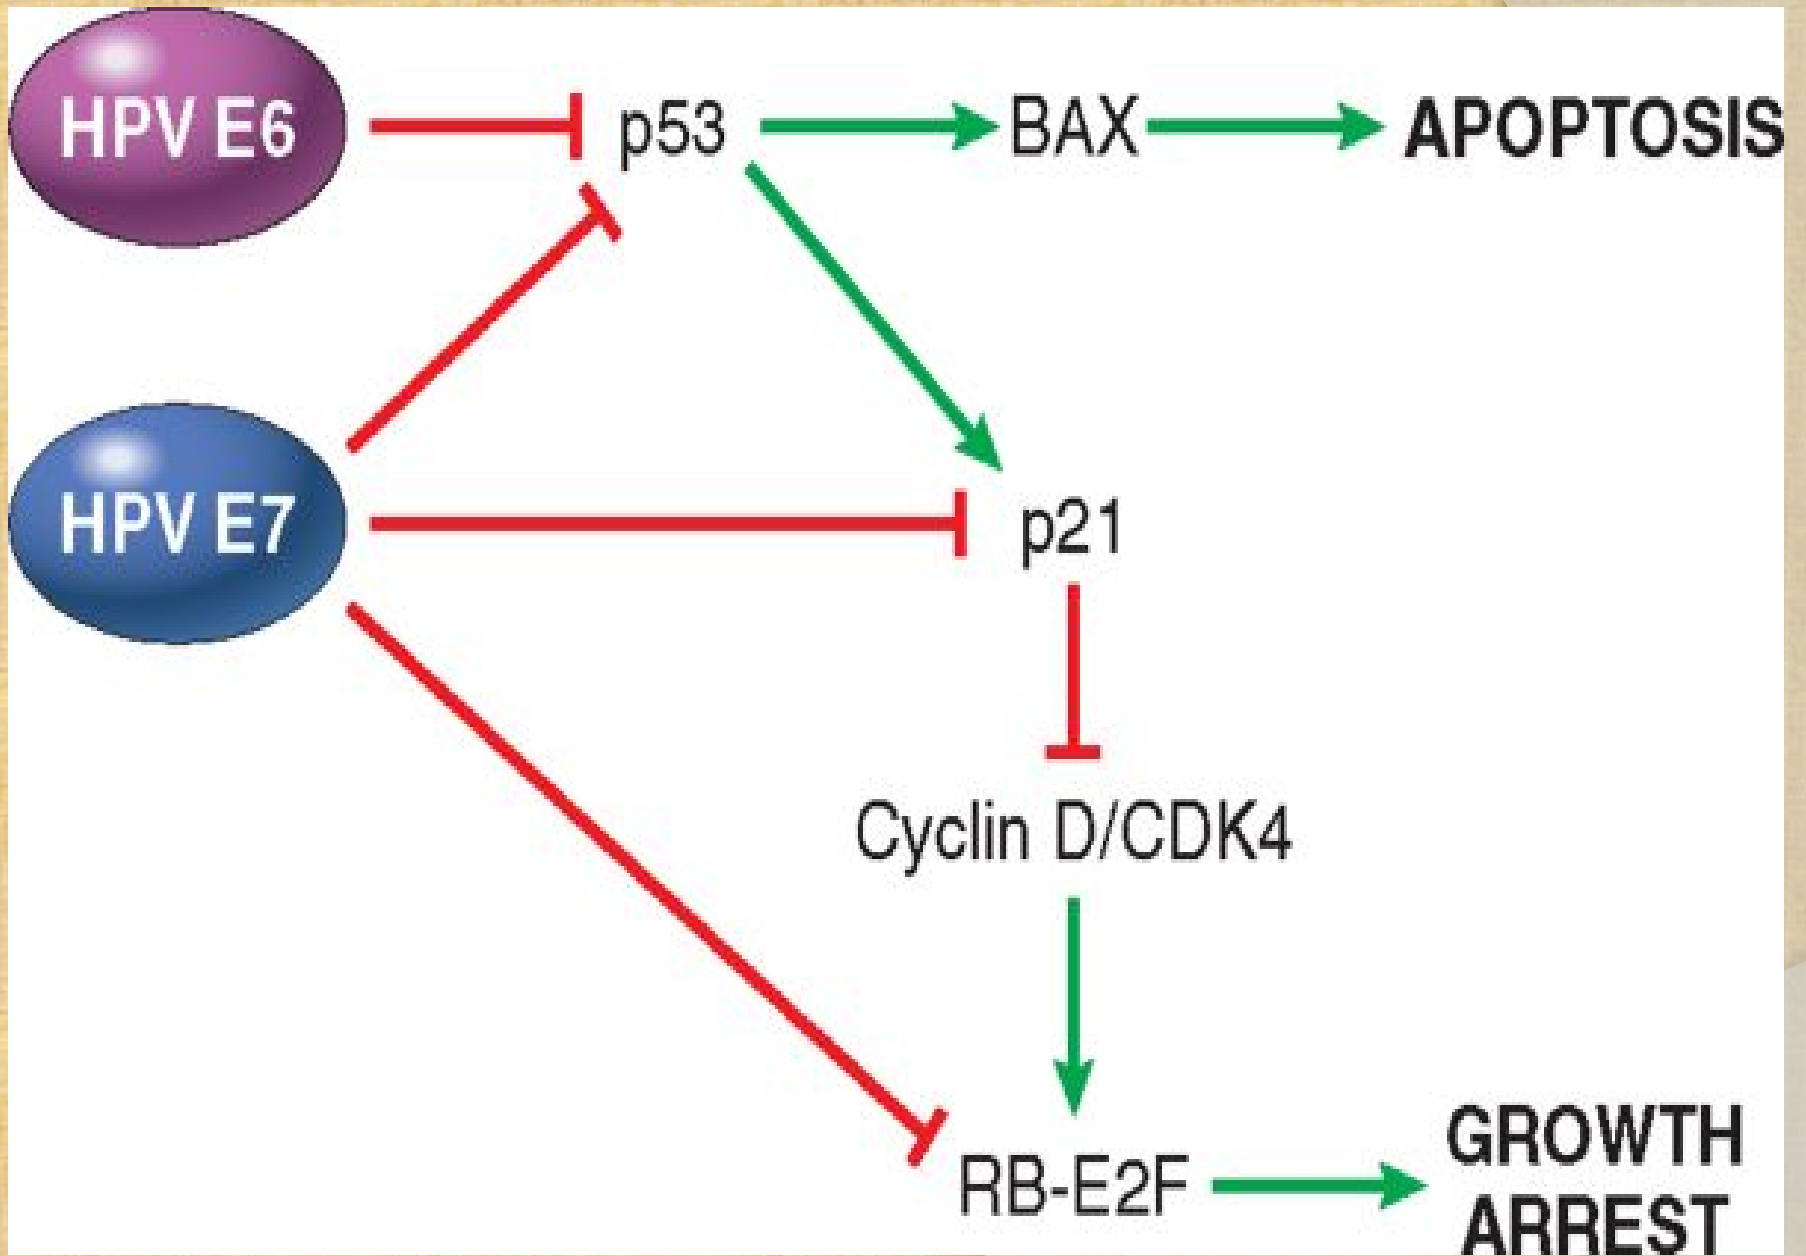 HPV E6
p53
BAX
APOPTOSIS
HPV E7
p21
Cyclin D/CDK4
RB-E2F
GROWTH
ARREST